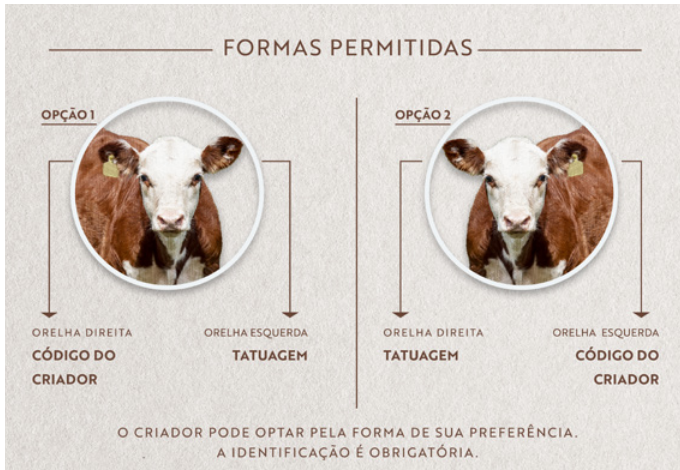 FORMAS PERMITIDAS
OPÇÃO 1
ORELHA DIREITA
CÓDIGO DO
CRIADOR
ORELHA ESQUERDA
TATUAGEM
OPÇÃO 2
ORELHA DIREITA
TATUAGEM
ORELHA ESQUERDA
CÓDIGO DO
CRIADOR
O CRIADOR PODE OPTAR PELA FORMA DE SUA PREFERÊNCIA.
A IDENTIFICAÇÃO É OBRIGATÓRIA.